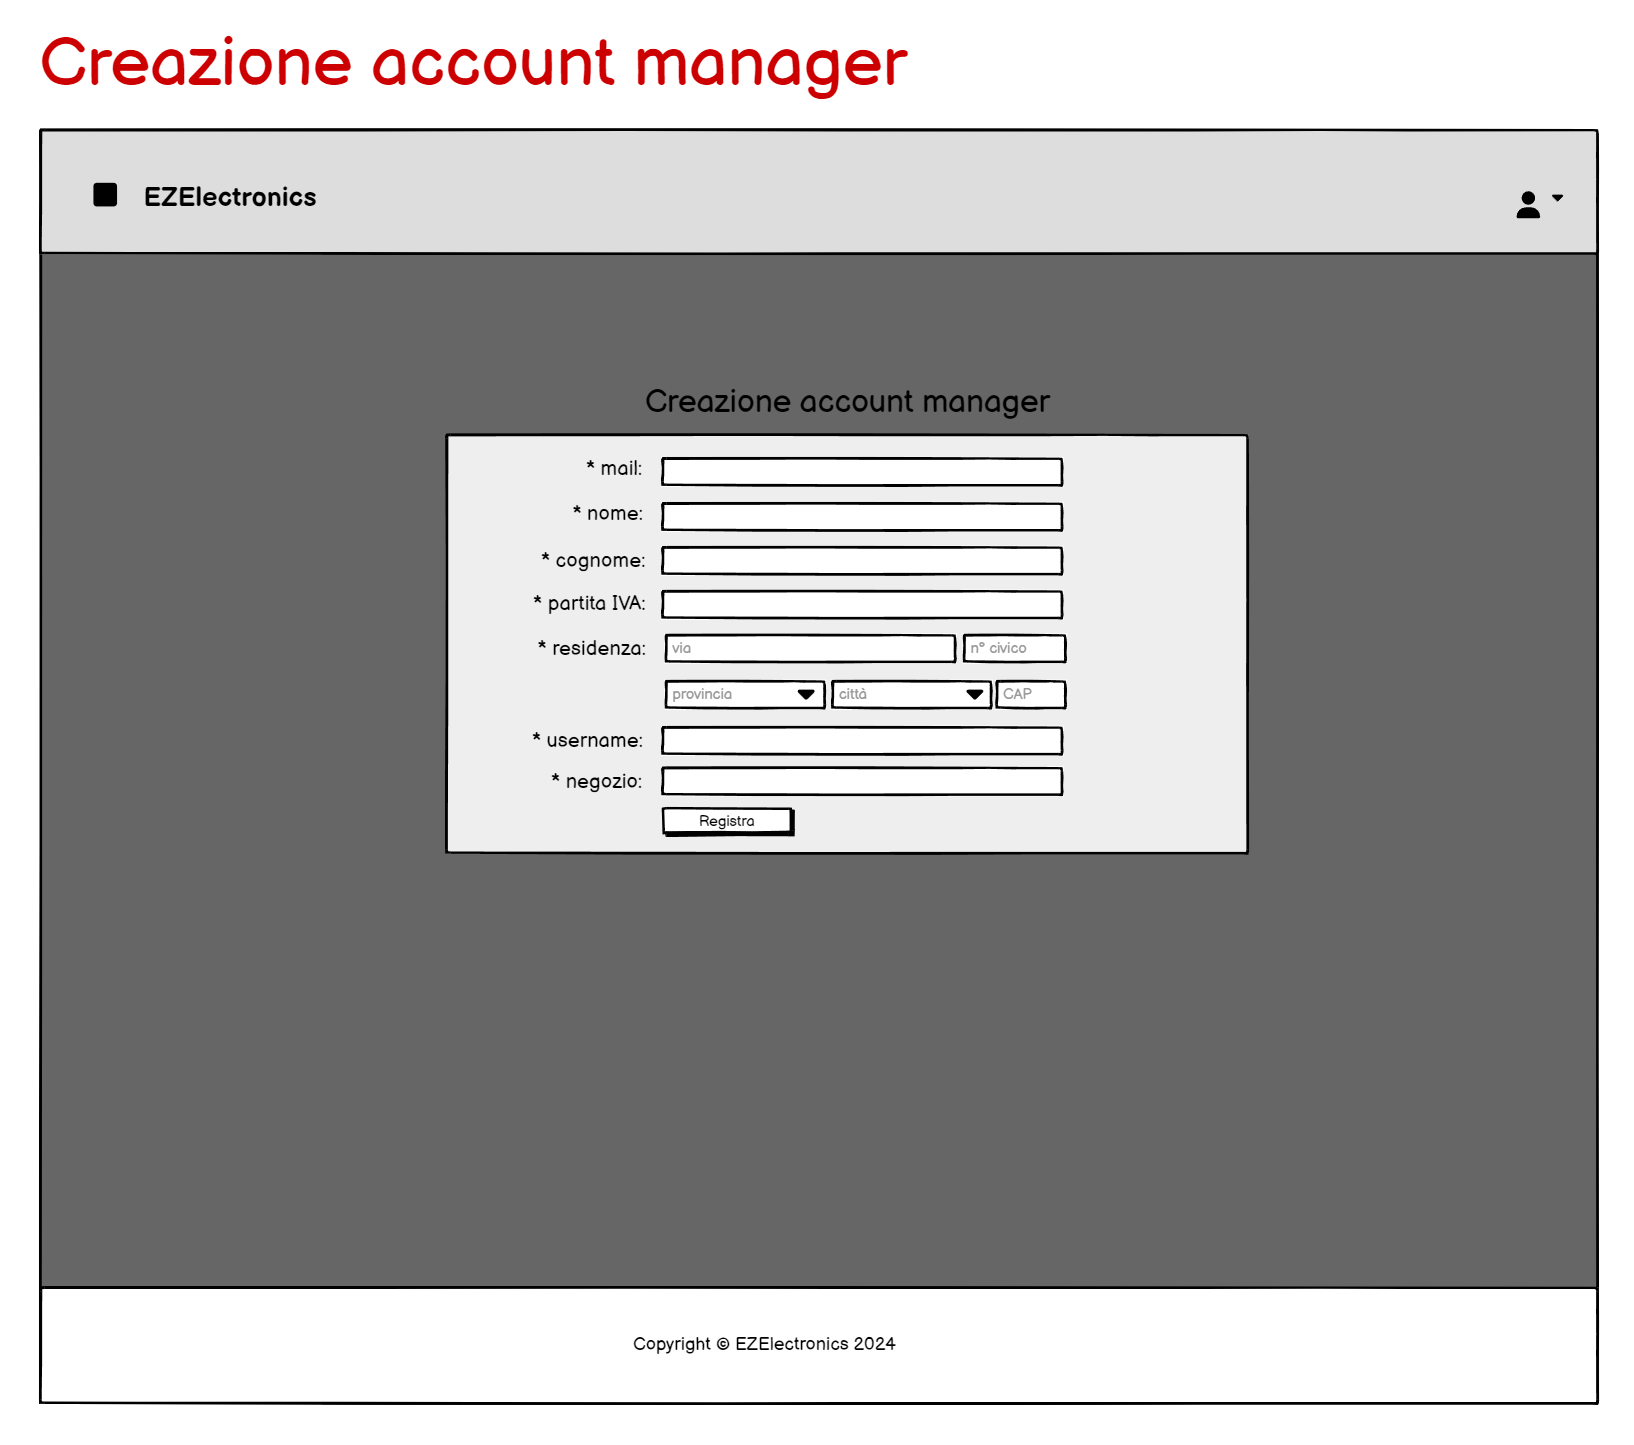 Creazione account manager
EZElectronics
Creazione account manager
* mail:
* nome:
* cognome:
* partita IVA:
* residenza: via n° civico
provincia città CAP
* username:
* negozio:
Registra
Copyright © EZElectronics 2024